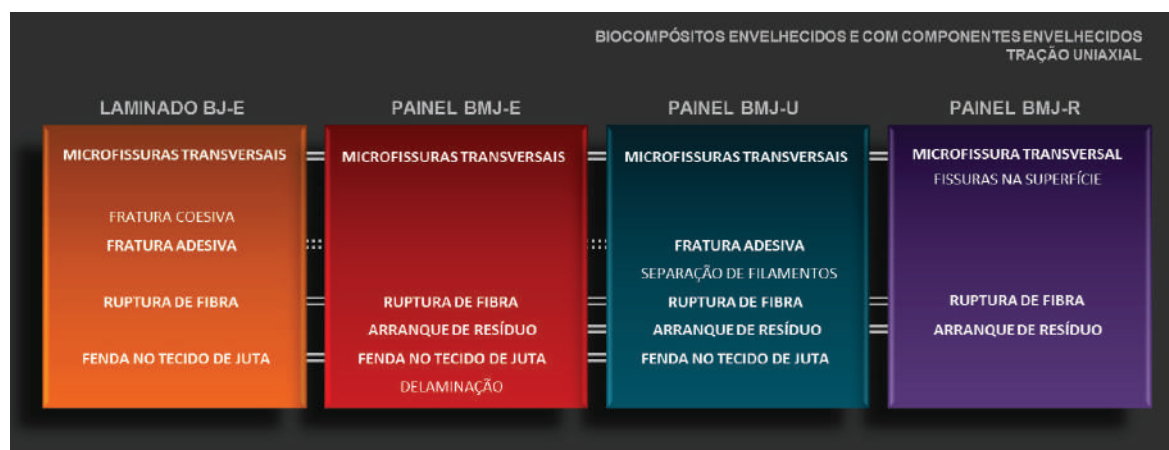 BIOCOMPÓSITOS ENVELHECIDOS E COM COMPONENTES ENVELHECIDOS
TRAÇÃO UNIAXIAL
LAMINADO BJ-E
MICROFISSURAS TRANSVERSAIS
FRATURA COESIVA
FRATURA ADESIVA
RUPTURA DE FIBRA
FENDA NO TECIDO DE JUTA
PAINEL BMJ-E
MICROFISSURAS TRANSVERSAIS
RUPTURA DE FIBRA
ARRANQUE DE RESÍDUO
FENDA NO TECIDO DE JUTA
DELAMINAÇÃO
PAINEL BMJ-U
MICROFISSURAS TRANSVERSAIS
FRATURA ADESIVA
SEPARAÇÃO DE FILAMENTOS
RUPTURA DE FIBRA
ARRANQUE DE RESÍDUO
FENDA NO TECIDO DE JUTA
PAINEL BMJ-R
MICROFISSURA TRANSVERSAL
FISSURAS NA SUPERFÍCIE
RUPTURA DE FIBRA
ARRANQUE DE RESÍDUO